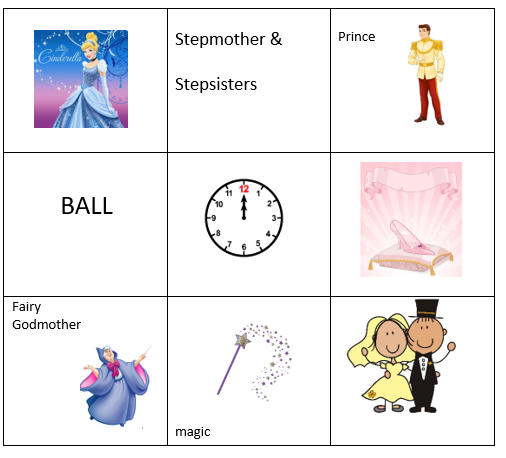 Cinderella
Stepmother &
Stepsisters
Prince
BALL
12
11
1
10
2
9
3
8
4
7
5
6
Fairy
Godmother
magic